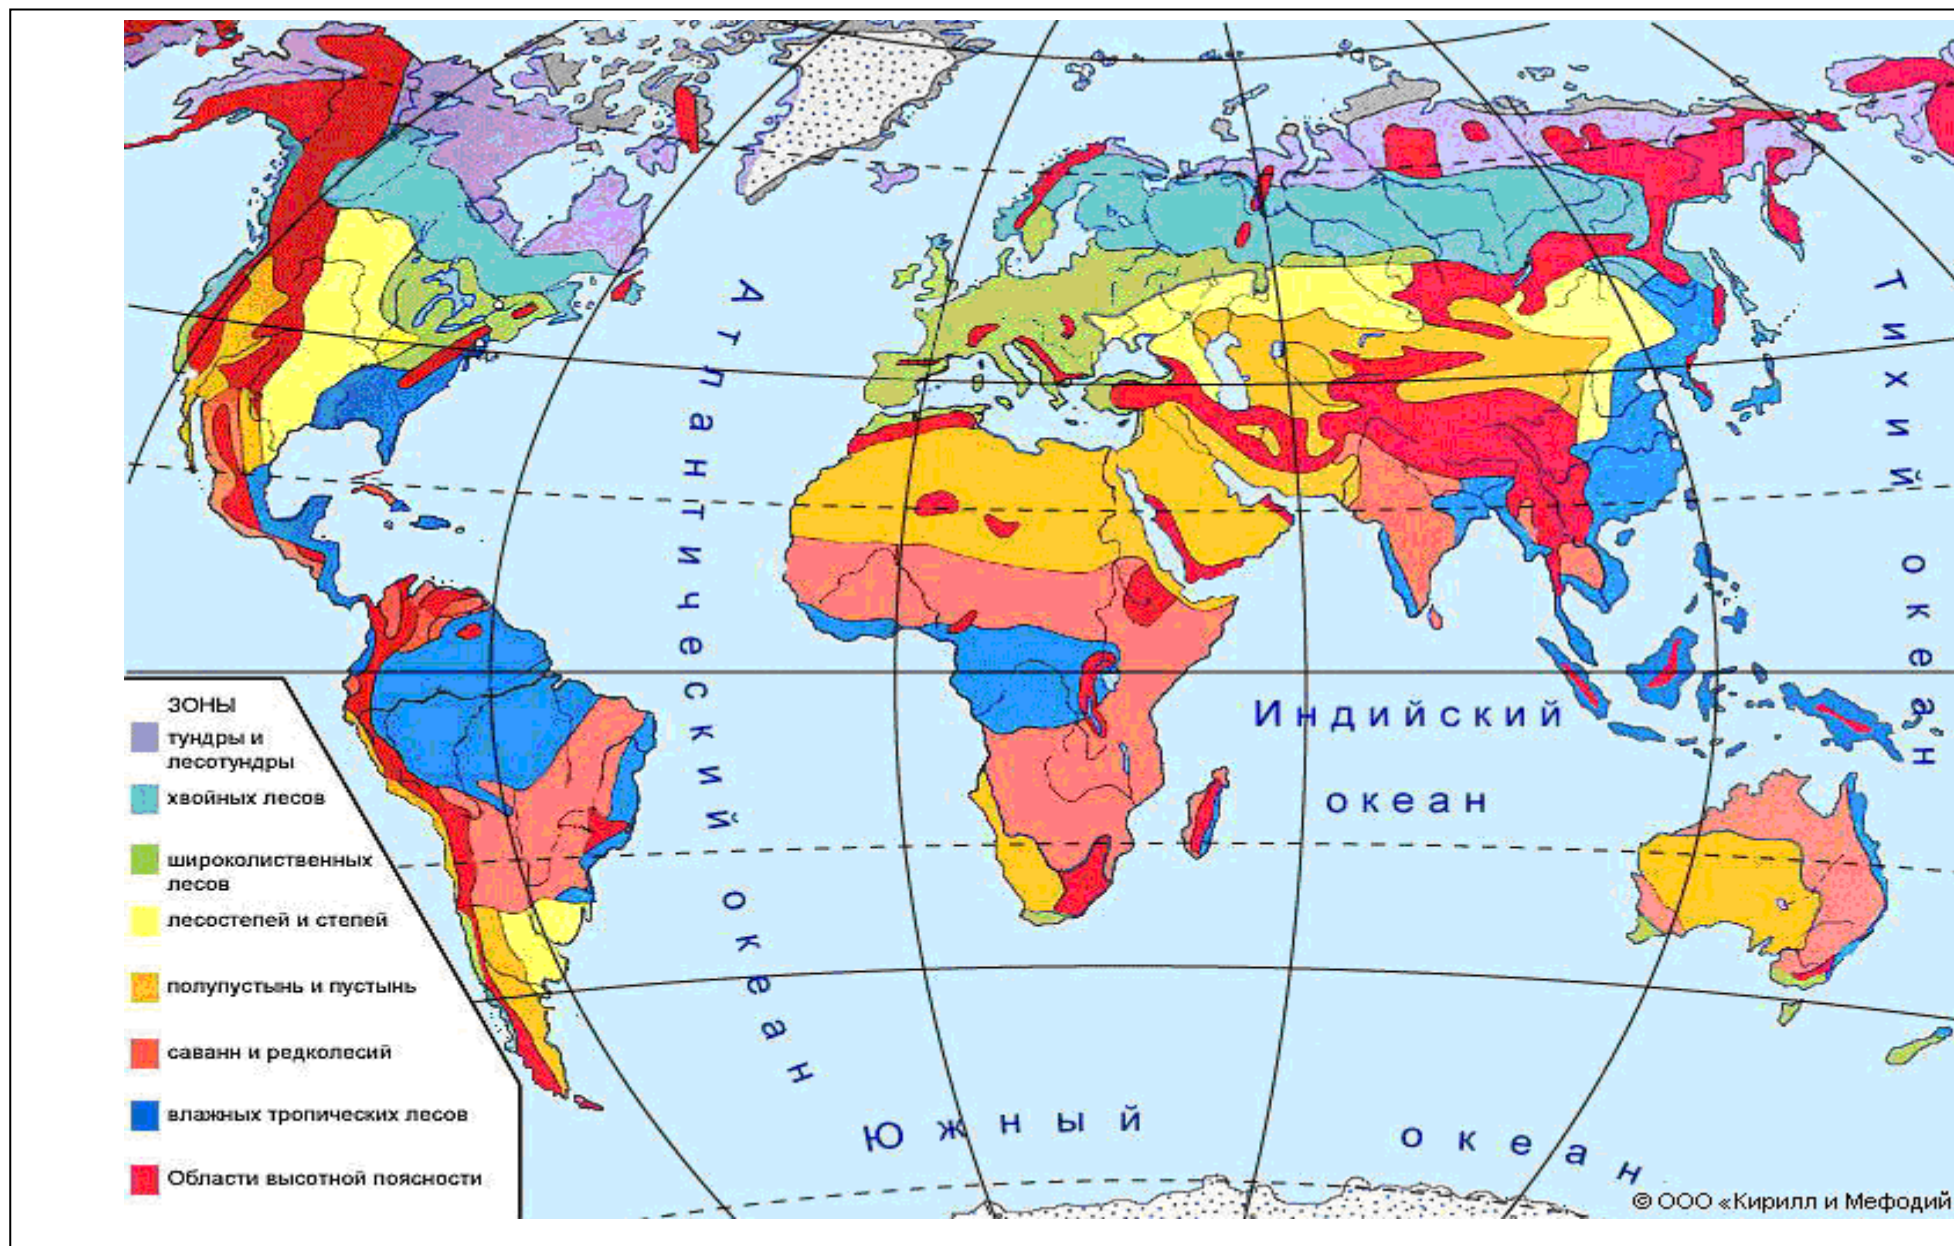 Атлантический океан
Тихий океан
Индийский
океан
ЗОНЫ
тундры и
лесотундры
хвойных лесов
широколиственных
лесов
лесостепей и степей
полупустынь и пустынь
саванн и редколесий
влажных тропических лесов
Области высотной поясности
Южный океан
© ООО «Кирилл и Мефодий